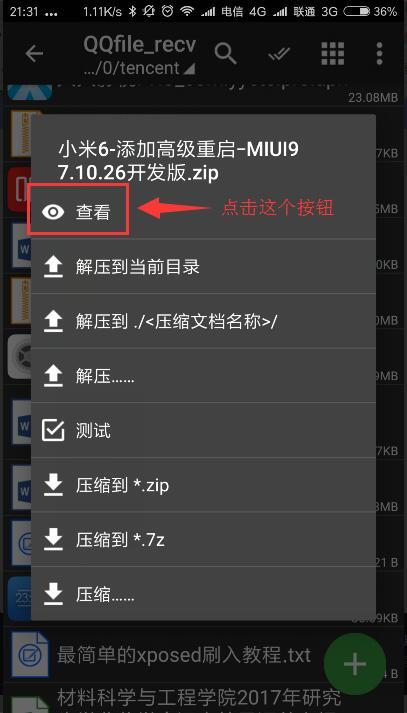 21:31 ... 1.11K/s 电信 4G 联通 3G 36%
QQfile_recv
.../0/tencent
23.08MB
小米6-添加高级重启-MIUI9
7.10.26开发版.zip
查看
点击这个按钮
解压到当前目录
解压到 ./<压缩文档名称>/
解压......
测试
压缩到 *.zip
压缩到 *.7z
压缩......
最简单的xposed刷入教程.txt
材料科学与工程学院2017年研究